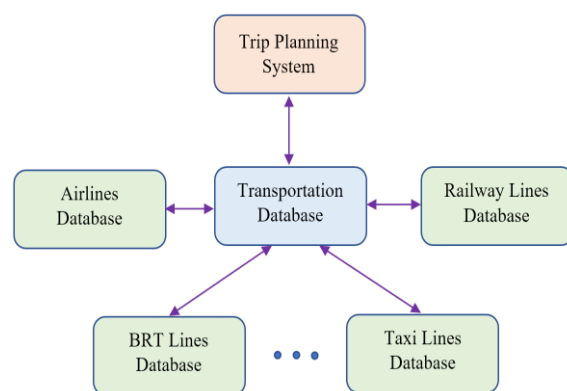 Trip Planning
System
Airlines
Database
Transportation
Database
Railway Lines
Database
BRT Lines
Database
Taxi Lines
Database